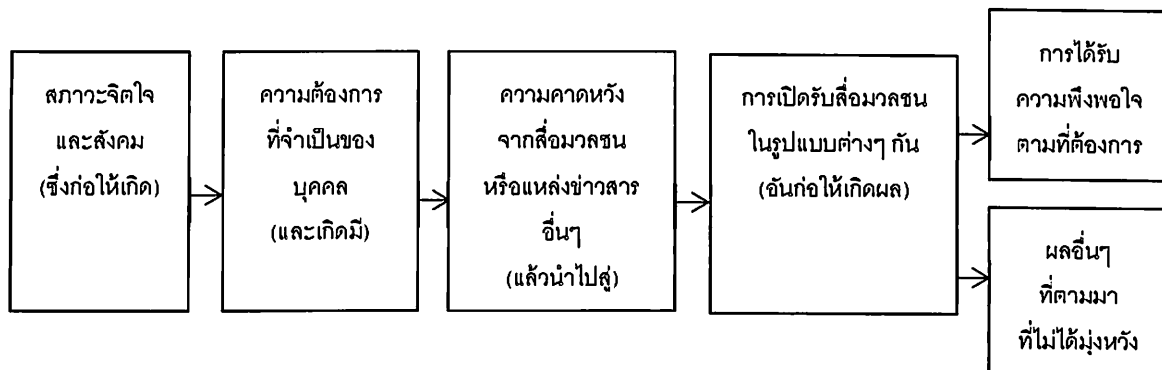 สภาวะจิตใจ
และสังคม
(ซึ่งก่อให้เกิด)
ความต้องการ
ที่จำเป็นของ
บุคคล
(และเกิดมี)
ความคาดหวัง
จากสื่อมวลชน
หรือแหล่งข่าวสาร
อื่นๆ
(แล้วนำไปสู่)
การเปิดรับสื่อมวลชน
ในรูปแบบต่างๆ กัน
(อันก่อให้เกิดผล)
การได้รับ
ความพึงพอใจ
ตามที่ต้องการ
ผลอื่นๆ
ที่ตามมา
ที่ไม่ได้มุ่งหวัง